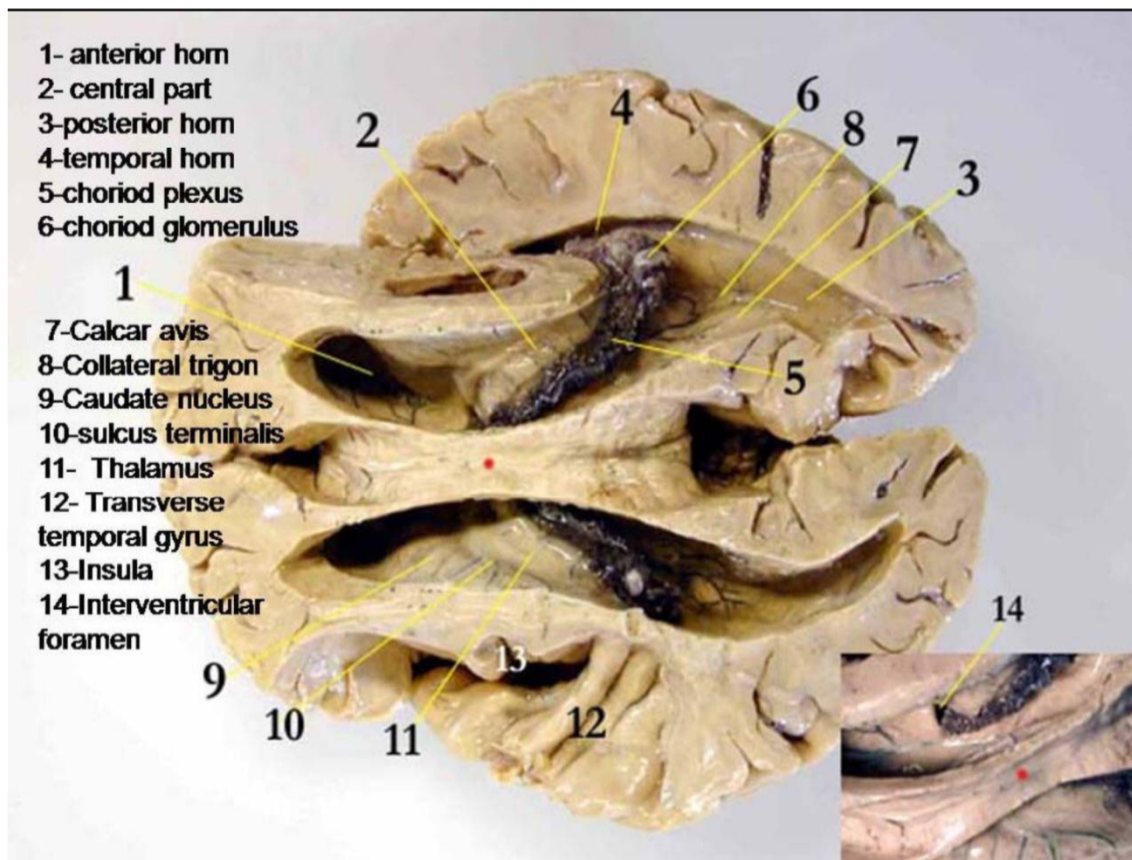 1- anterior horn
2- central part
3-posterior horn
4-temporal horn
5-choriod plexus
6-choriod glomerulus
7-Calcar avis
8-Collateral trigon
9-Caudate nucleus
10-sulcus terminalis
11- Thalamus
12- Transverse
temporal gyrus
13-Insula
14-Interventricular
foramen
6
4
8
2
7
3
1
5
14
13
9
12
10
11